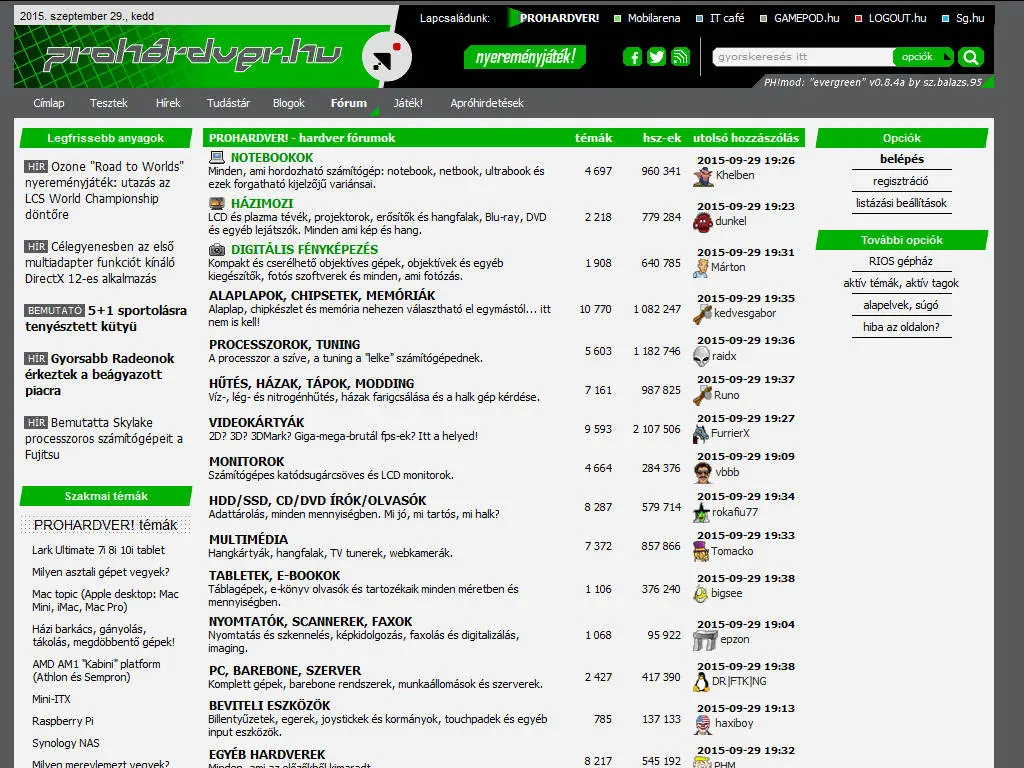 2015. szeptember 29., kedd
Lapcsaládunk:
PROHARDVER!
Mobilarena
IT café
GAMEPOD.hu
LOGOUT.hu
Sg.hu
prohardver.hu
nyereményjáték!
gyorskeresés itt
opciók
PH!mod: "evergreen" v0.8.4a by sz.balazs.95
Címlap
Tesztek
Hírek
Tudástár
Blogok
Fórum
Játék!
Apróhirdetések
Legfrissebb anyagok
HÍR Ozone "Road to Worlds"
nyereményjáték: utazás az
LCS World Championship
döntőre
HÍR Célegyenesben az első
multiadapter funkciót kínáló
DirectX 12-es alkalmazás
BEMUTATÓ 5+1 sportolásra
tenyésztett kütyü
HÍR Gyorsabb Radeonok
érkeztek a beágyazott
piacra
HÍR Bemutatta Skylake
processzoros számítógépeit a
Fujitsu
Szakmai témák
PROHARDVER! témák
Lark Ultimate 7i 8i 10i tablet
Milyen asztali gépet vegyek?
Mac topic (Apple desktop: Mac
Mini, iMac, Mac Pro)
Házi barkács, gányolás,
tákolás, megdöbbentő gépek!
AMD AM1 "Kabini" platform
(Athlon és Sempron)
Mini-ITX
Raspberry Pi
Synology NAS
Milyen merevlemezt vegyek?
PROHARDVER! - hardver fórumok témák hsz-ek utolsó hozzászólás
NOTEBOOKOK
Minden, ami hordozható számítógép: notebook, netbook, ultrabook és
ezek forgatható kijelzőjű variánsai.
4 697 960 341
2015-09-29 19:26
Khelben
HÁZIMOZI
LCD és plazma tévék, projektorok, erősítők és hangfalak, Blu-ray, DVD
és egyéb lejátszók. Minden ami kép és hang.
2 218 779 284
2015-09-29 19:23
dunkel
DIGITÁLIS FÉNYKÉPEZÉS
Kompakt és cserélhető objektíves gépek, objektívek és egyéb
kiegészítők, fotós szoftverek és minden, ami fotózás.
1 908 640 785
2015-09-29 19:31
Márton
ALAPLAPOK, CHIPSETEK, MEMÓRIÁK
Alaplap, chipkészlet és memória nehezen választható el egymástól... itt
nem is kell!
10 770 1 082 247
2015-09-29 19:35
kedvesgabor
PROCESSZOROK, TUNING
A processzor a szíve, a tuning a "lelke" számítógépednek.
5 603 1 182 746
2015-09-29 19:36
raidx
HŰTÉS, HÁZAK, TÁPOK, MODDING
Víz-, lég- és nitrogénhűtés, házak farigcsálása és a halk gép kérdése.
7 161 987 825
2015-09-29 19:37
Runo
VIDEOKÁRTYÁK
2D? 3D? 3DMark? Giga-mega-brutál fps-ek? Itt a helyed!
9 593 2 107 506
2015-09-29 19:27
FurrierX
MONITOROK
Számítógépes katódsugárcsöves és LCD monitorok.
4 664 284 376
2015-09-29 19:09
vbbb
HDD/SSD, CD/DVD ÍRÓK/OLVASÓK
Adattárolás, minden mennyiségben. Mi jó, mi tartós, mi halk?
8 287 579 714
2015-09-29 19:34
rokafiu77
MULTIMÉDIA
Hangkártyák, hangfalak, TV tunerek, webkamerák.
7 372 857 866
2015-09-29 19:33
Tomacko
TABLETEK, E-BOOKOK
Táblagépek, e-könyv olvasók és tartozékaik minden méretben és
mennyiségben.
1 106 376 240
2015-09-29 19:38
bigsee
NYOMTATÓK, SCANNEREK, FAXOK
Nyomtatás és szkennelés, képkidolgozás, faxolás és digitalizálás,
imaging.
1 068 95 922
2015-09-29 19:04
epzon
PC, BAREBONE, SZERVER
Komplett gépek, barebone rendszerek, munkaállomások és szerverek.
2 427 417 390
2015-09-29 19:38
DR|FTK|NG
BEVITELI ESZKÖZÖK
Billentyűzetek, egerek, joystickek és kormányok, touchpadek és egyéb
input eszközök.
785 137 133
2015-09-29 19:13
haxiboy
EGYÉB HARDVEREK
Minden, ami az előzőkből kimaradt.
8 217 545 192
2015-09-29 19:32
PHM
Opciók
belépés
regisztráció
listázási beállítások
További opciók
RIOS gépház
aktív témák, aktív tagok
alapelvek, súgó
hiba az oldalon?